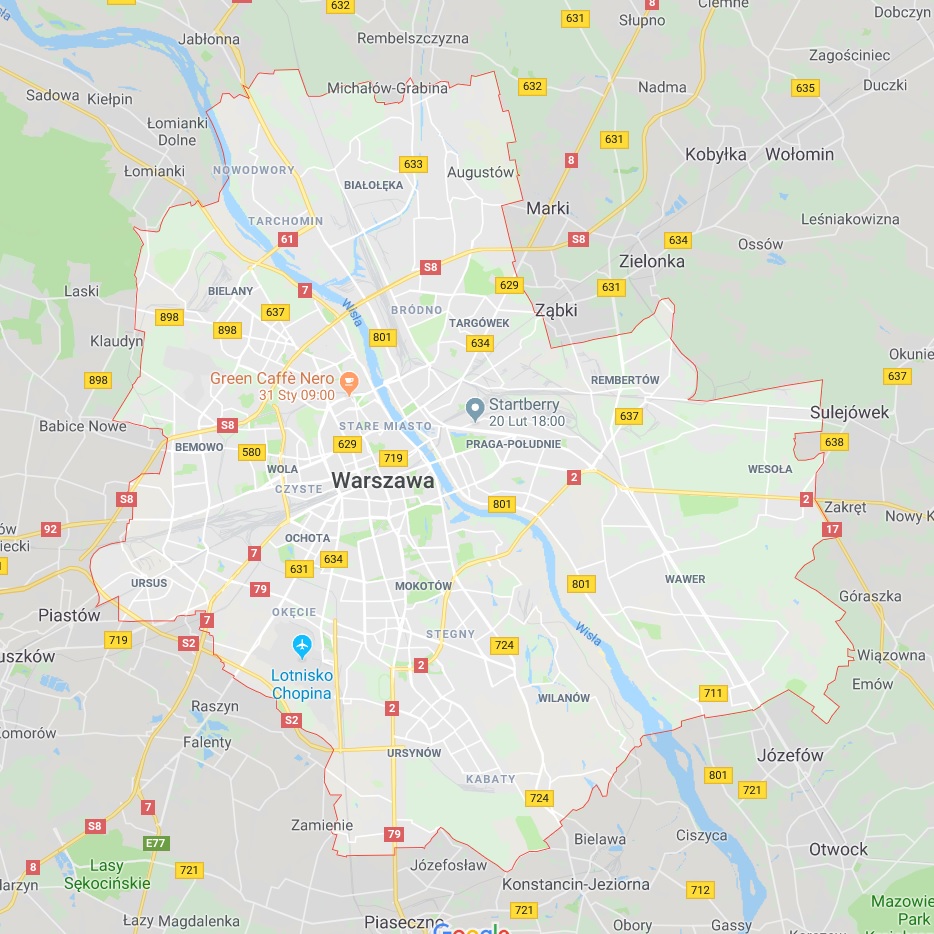 632
8
Ciemne
631
Słupno
Dobczyn
Jabłonna
Rembelszczyzna
Zagościniec
Michałów-Grabina
632
Nadma
635
Duczki
Sadowa
Kiełpin
Łomianki
Dolne
631
Kobyłka
Wołomin
8
633
Łomianki
NOWODWORY
Augustów
BIAŁOŁĘKA
Marki
TARCHOMIN
Leśniakowizna
61
S8
634
Ossów
Zielonka
S8
7
BIELANY
629
631
Wisła
637
BRÓDNO
Ząbki
Laski
898
898
TARGÓWEK
801
634
Klaudyn
Okunie
898
Green Caffè Nero
31 Sty 09:00
REMBERTÓW
637
Startberry
20 Lut 18:00
637
Sulejówek
Babice Nowe
S8
STARE MIASTO
629
PRAGA-POŁUDNIE
638
BEMOWO
580
719
WOLA
WESOŁA
Warszawa
2
CZYSTE
S8
801
2
Zakręt
Nowy K
92
17
iecki
OCHOTA
7
634
631
URSUS
79
MOKOTÓW
801
WAWER
Góraszka
OKĘCIE
Piastów
7
Wisła
STEGNY
719
S2
724
uszków
Wiązowna
Lotnisko
Chopina
2
Emów
711
WILANÓW
Raszyn
2
S2
omorów
Falenty
URSYNÓW
Józefów
KABATY
801
721
724
7
Zamienie
S8
79
Bielawa
Ciszyca
E77
Otwock
8
Lasy
Sękocińskie
721
Józefosław
Konstancin-Jeziorna
712
Mazowie
Park
721
Łazy Magdalenka
Piaseczno
Obory
Gassy
Google